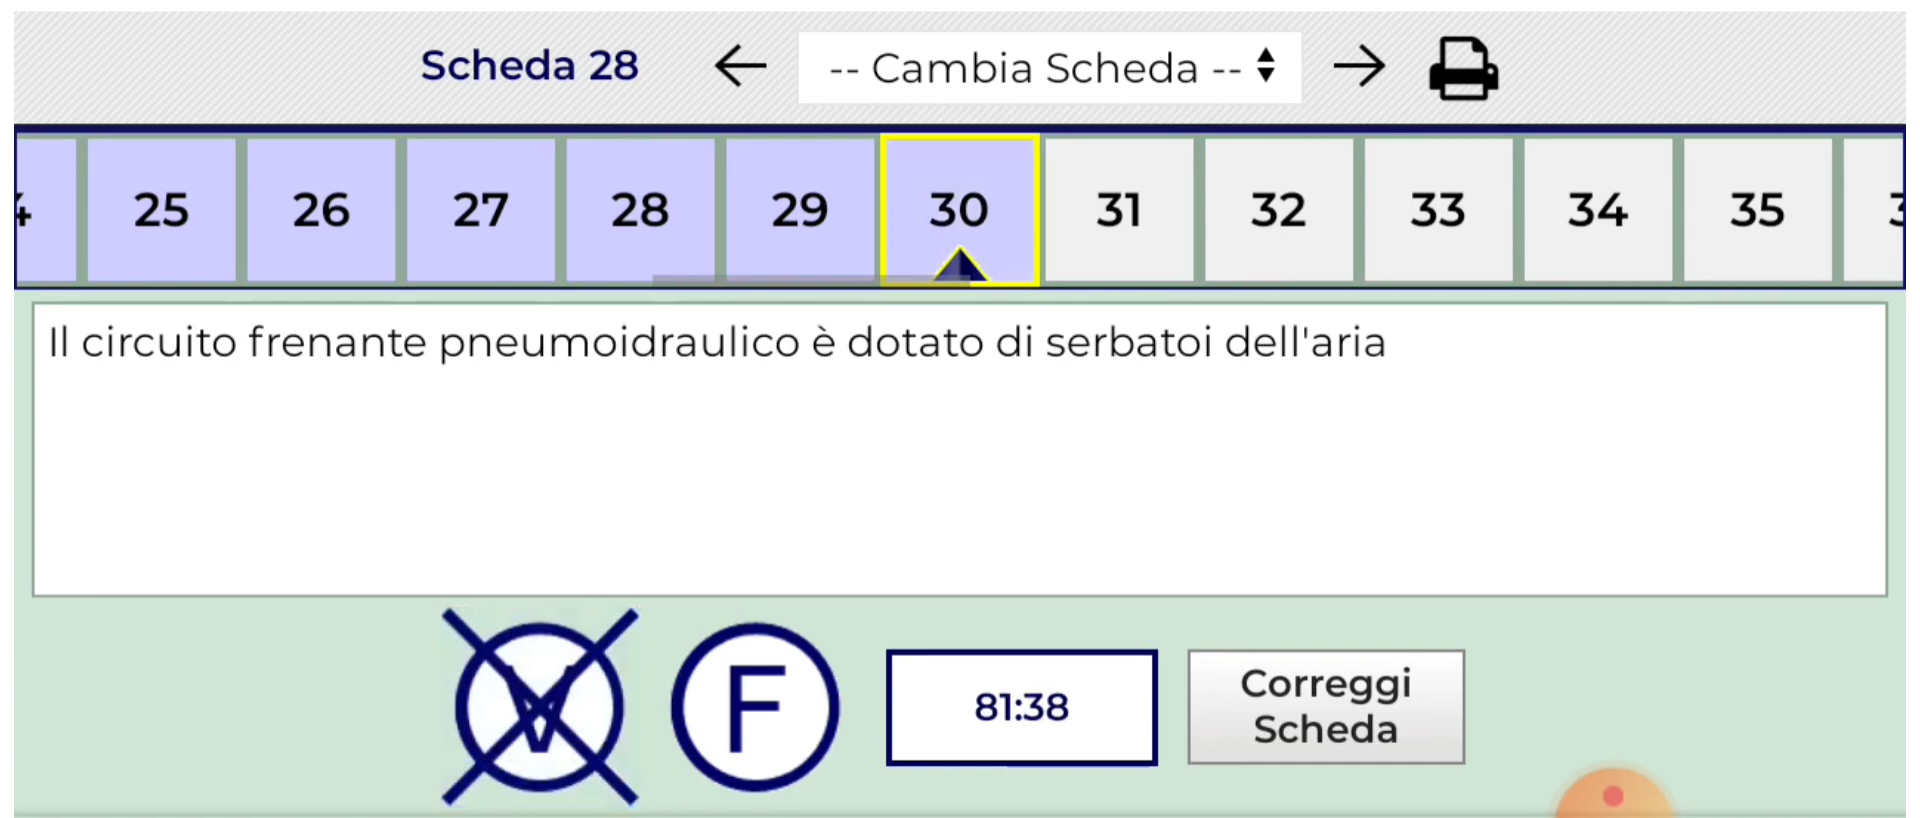 Scheda 28 ← -- Cambia Scheda -- →
25 26 27 28 29 30 31 32 33 34 35
Il circuito frenante pneumoidraulico è dotato di serbatoi dell'aria
V F 81:38 Correggi
Scheda